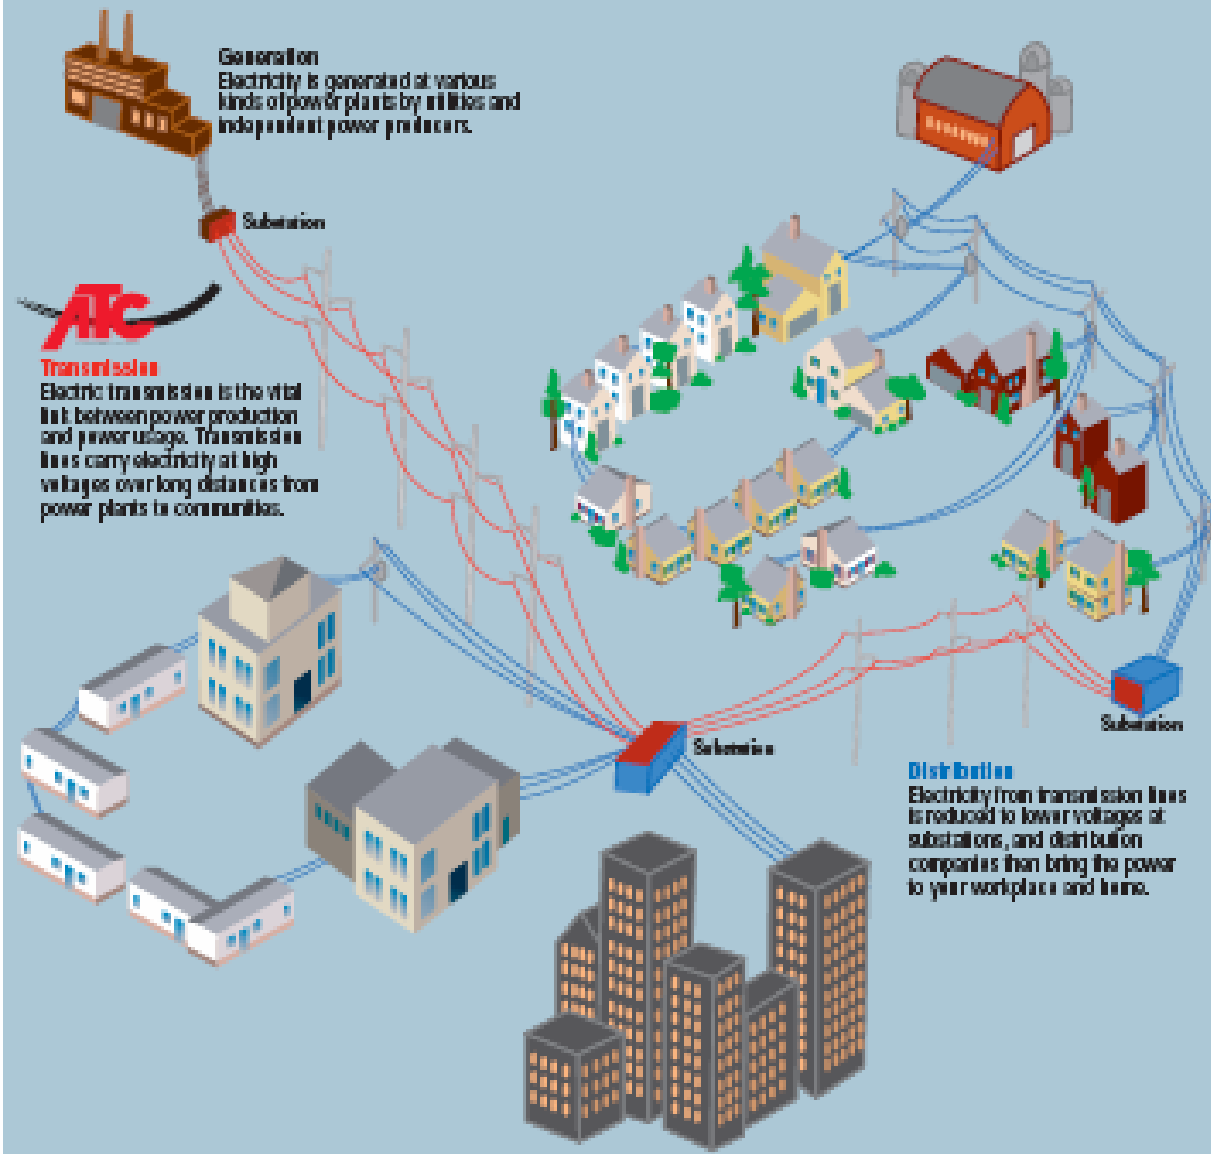 Generation
Electricity is generated at various
kinds of power plants by utilities and
independent power producers.
Substation
ATC
Transmission
Electric transmission is the vital
link between power production
and power usage. Transmission
lines carry electricity at high
voltages over long distances from
power plants to communities.
Substation
Substation
Distribution
Electricity from transmission lines
is reduced to lower voltages at
substations, and distribution
companies then bring the power
to your workplace and home.